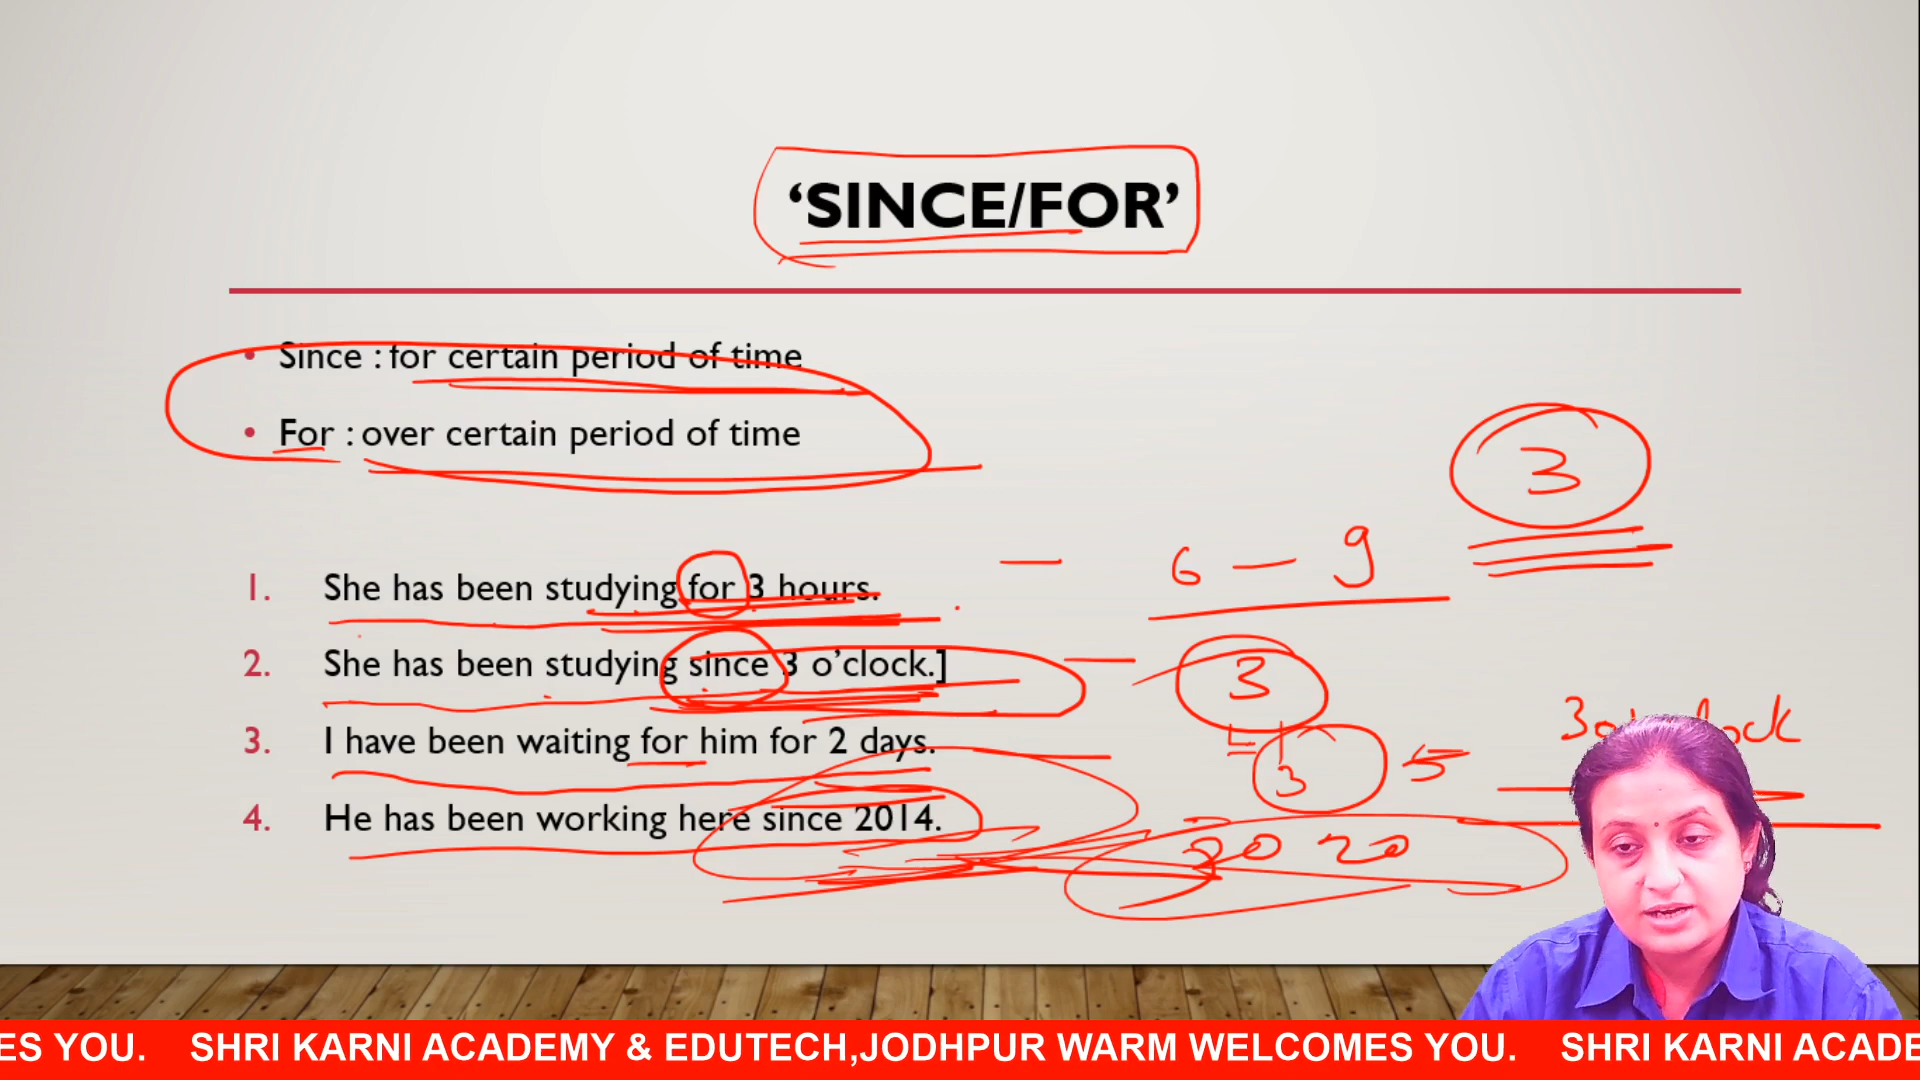 ‘SINCE/FOR’
• Since : for certain period of time
• For : over certain period of time
3
1. She has been studying for 3 hours. — 6 — 9
2. She has been studying since 3 o’clock.] — 3
3. I have been waiting for him for 2 days.
3 5
4. He has been working here since 2014.
2020
ES YOU. SHRI KARNI ACADEMY & EDUTECH,JODHPUR WARM WELCOMES YOU. SHRI KARNI ACADE